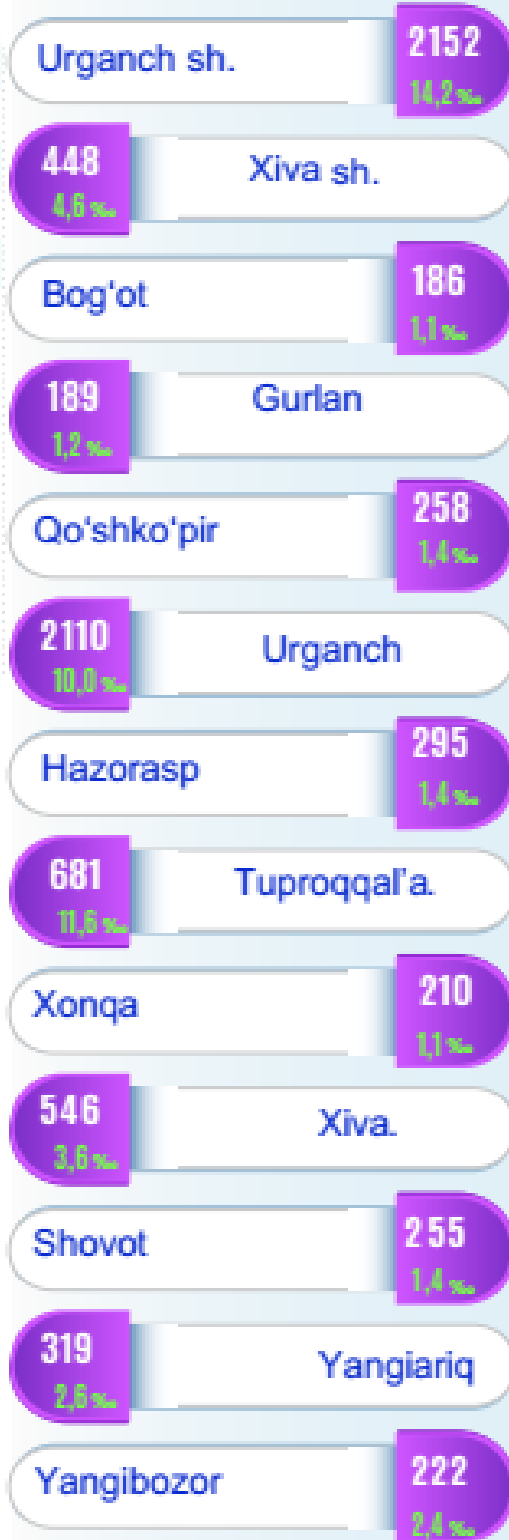 Urganch sh.
2152
14,2 ‰
448
4,6 ‰
Xiva sh.
Bog‘ot
186
1,1 ‰
189
1,2 ‰
Gurlan
Qo‘shko‘pir
258
1,4 ‰
2110
10,0 ‰
Urganch
Hazorasp
295
1,4 ‰
681
11,6 ‰
Tuproqqal’a.
Xonqa
210
1,1 ‰
546
3,6 ‰
Xiva.
Shovot
255
1,4 ‰
319
2,6 ‰
Yangiariq
Yangibozor
222
2,4 ‰